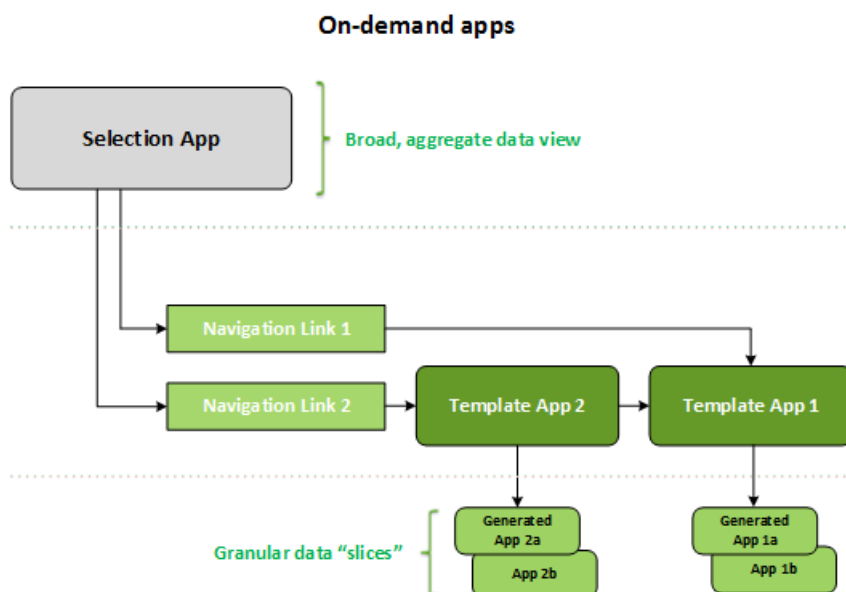 On-demand apps
Selection App
Broad, aggregate data view
Navigation Link 1
Navigation Link 2
Template App 2
Template App 1
Generated
App 2a
App 2b
Generated
App 1a
App 1b
Granular data “slices”